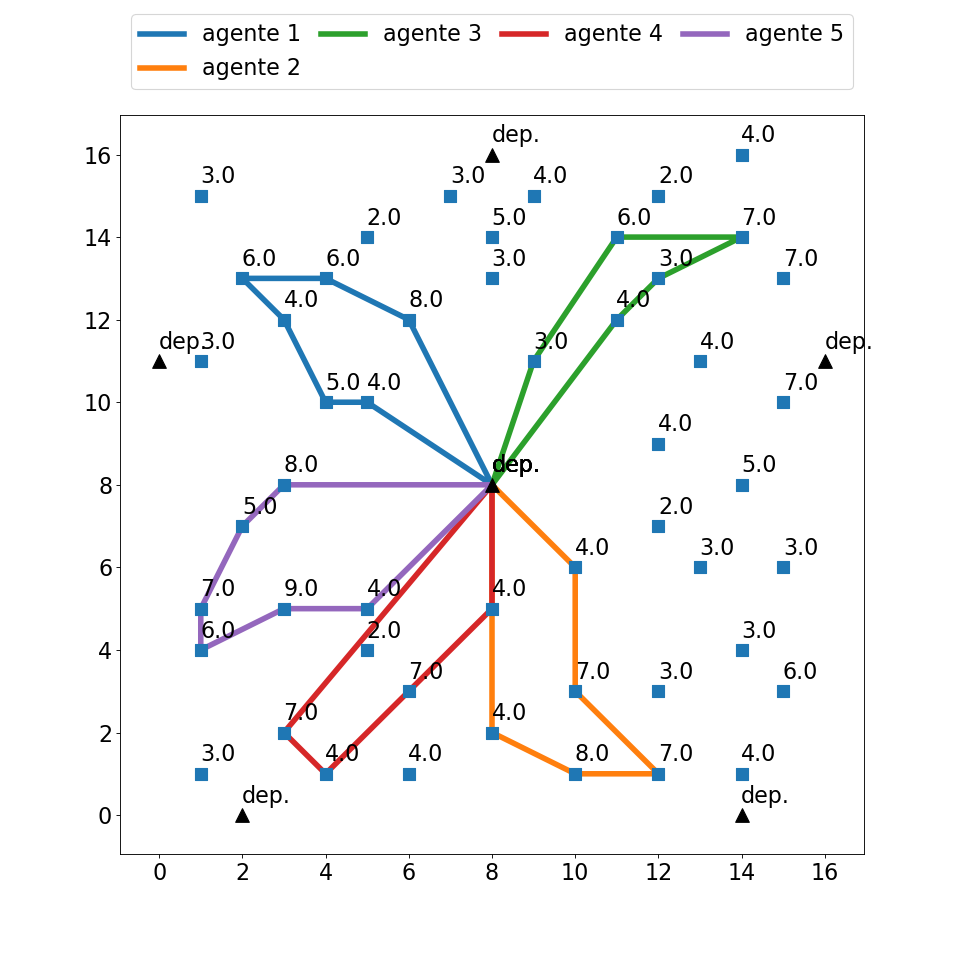 agente 1 agente 3 agente 4 agente 5
agente 2
dep. 4.0
16
3.0 3.0 4.0 2.0
2.0 5.0 6.0 7.0
14
6.0 6.0 3.0 3.0 7.0
4.0 8.0 4.0
12
dep. 3.0 3.0 4.0 dep.
5.0 4.0 7.0
10
4.0
8.0 dep. 5.0
8
5.0 2.0
4.0 3.0 3.0
6
7.0 9.0 4.0 4.0
6.0 2.0 3.0
4
7.0 7.0 3.0 6.0
7.0 4.0
2
3.0 4.0 4.0 8.0 7.0 4.0
dep. dep.
0
0 2 4 6 8 10 12 14 16